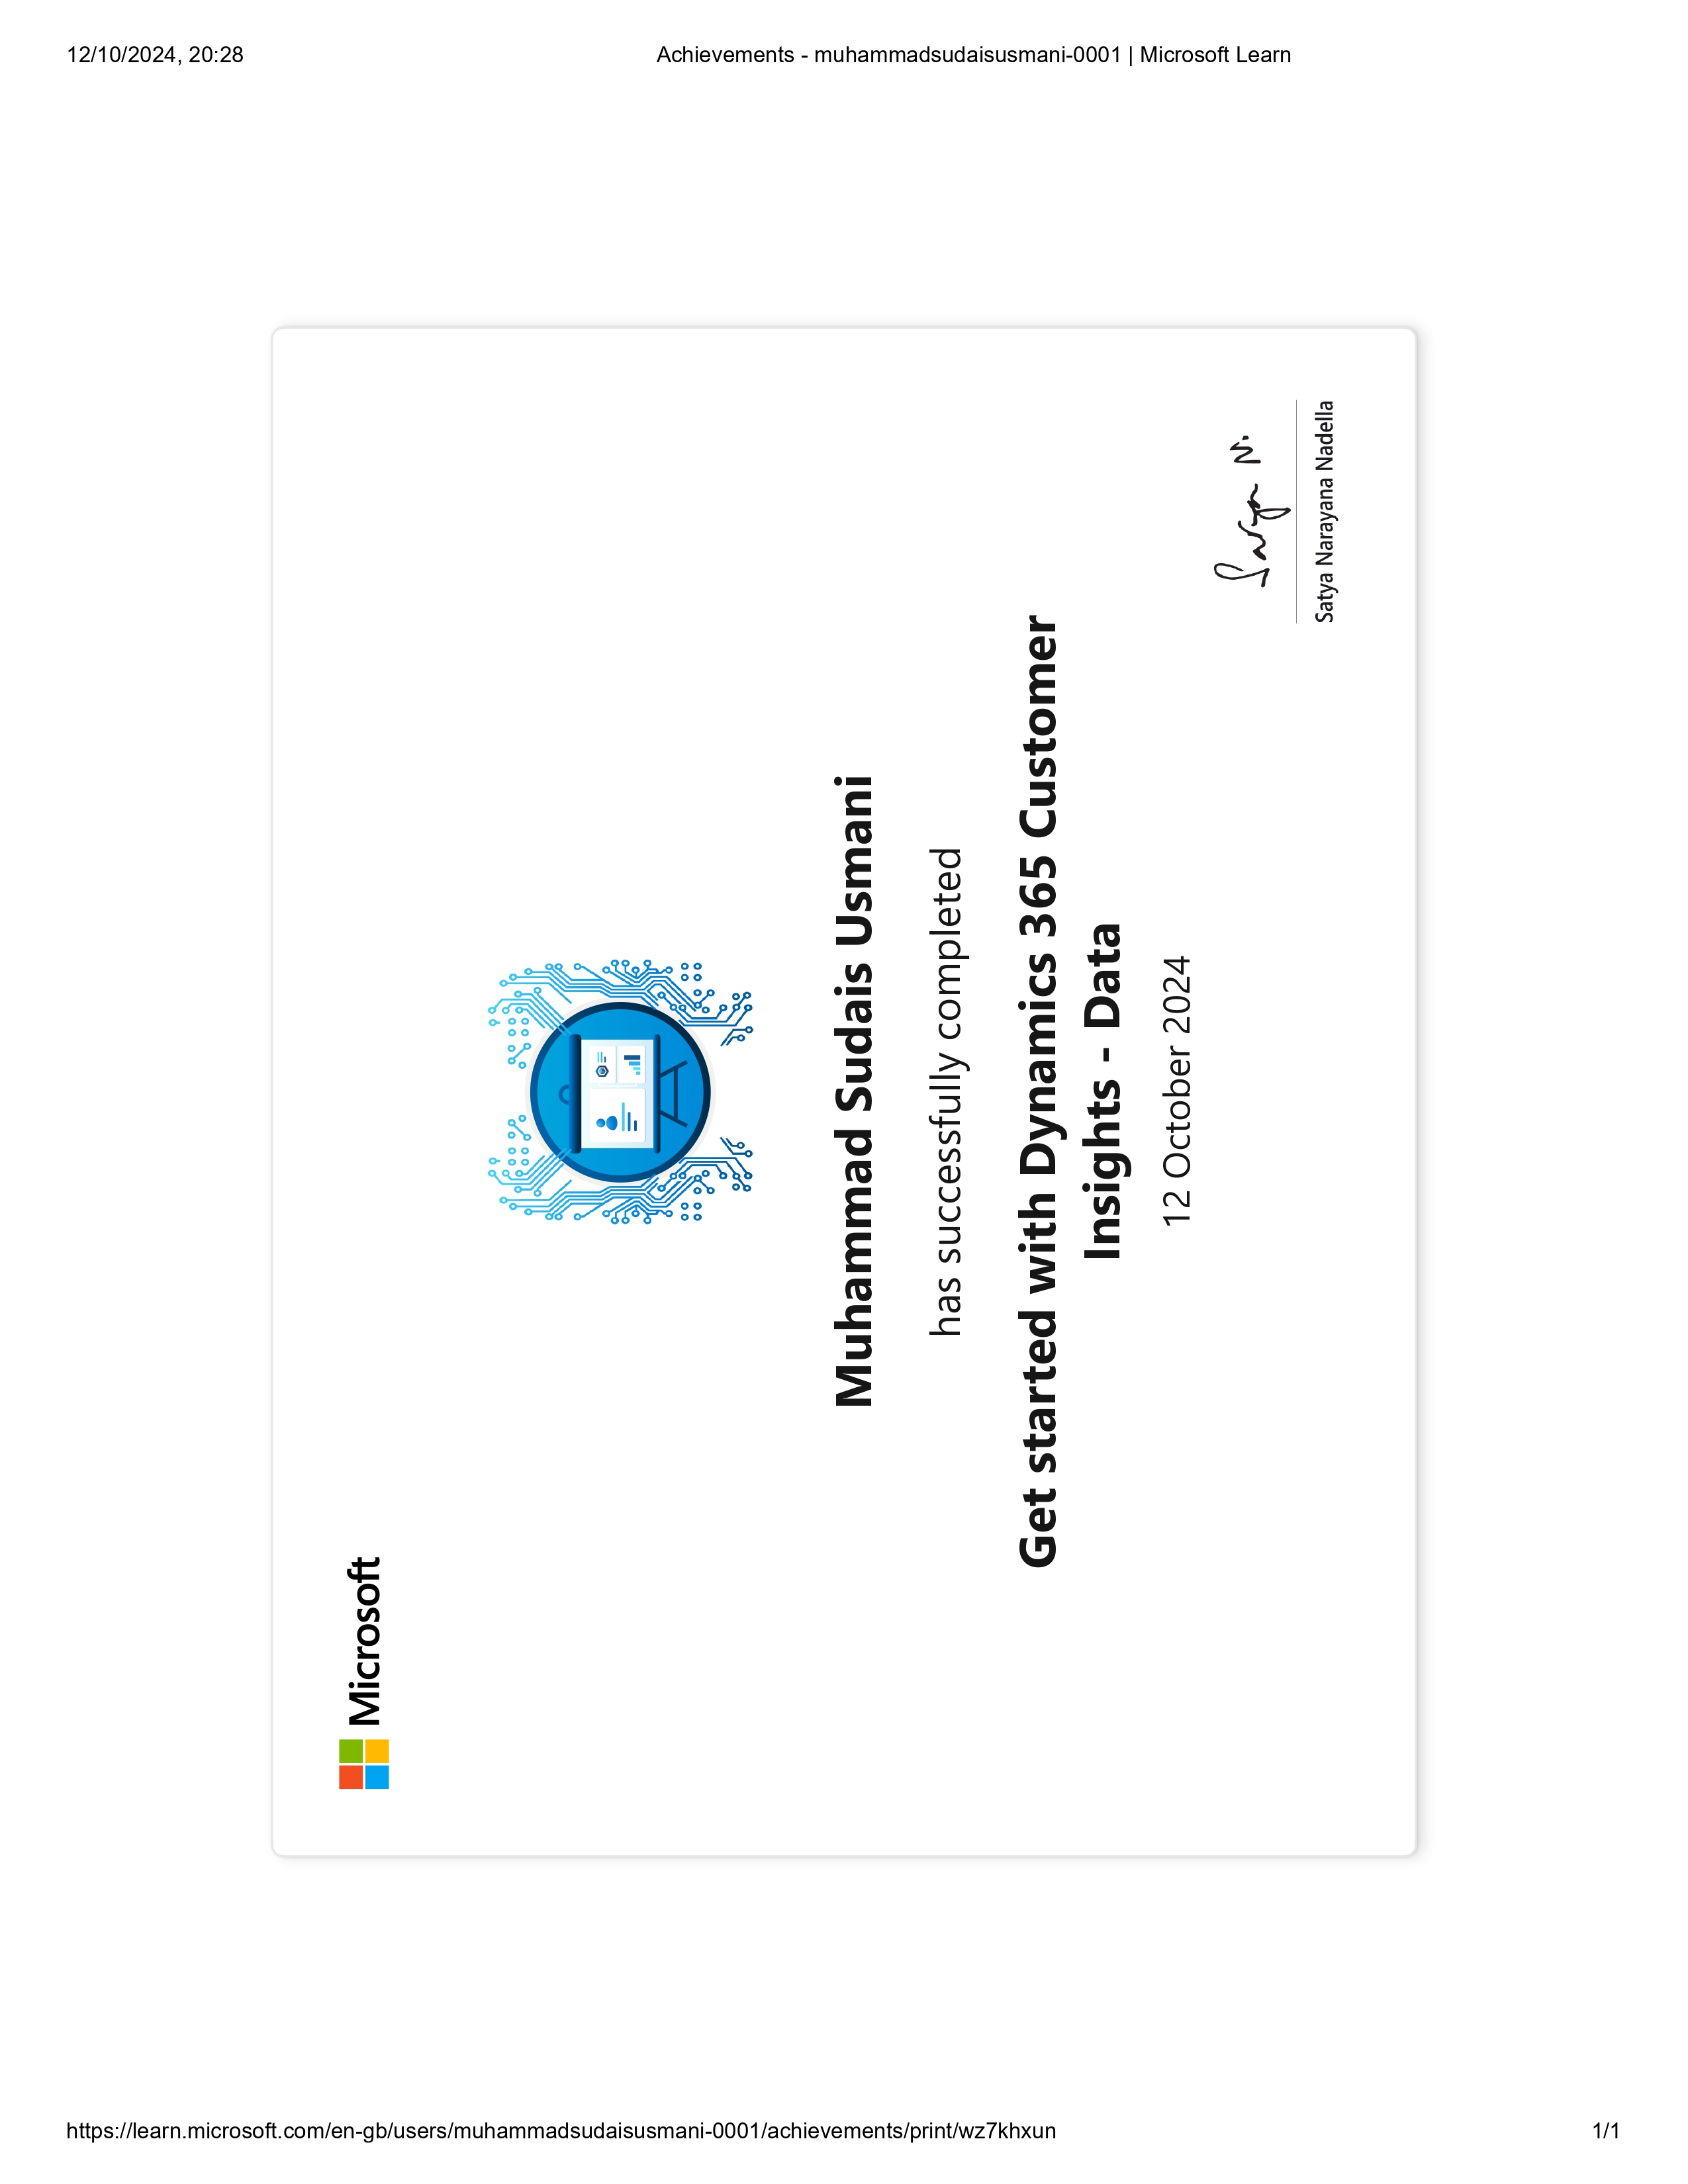 12/10/2024, 20:28
Achievements - muhammadsudaisusmani-0001 | Microsoft Learn
Microsoft
Muhammad Sudais Usmani
has successfully completed
Get started with Dynamics 365 Customer
Insights - Data
12 October 2024
Satya N.
Satya Narayana Nadella
https://learn.microsoft.com/en-gb/users/muhammadsudaisusmani-0001/achievements/print/wz7khxun
1/1